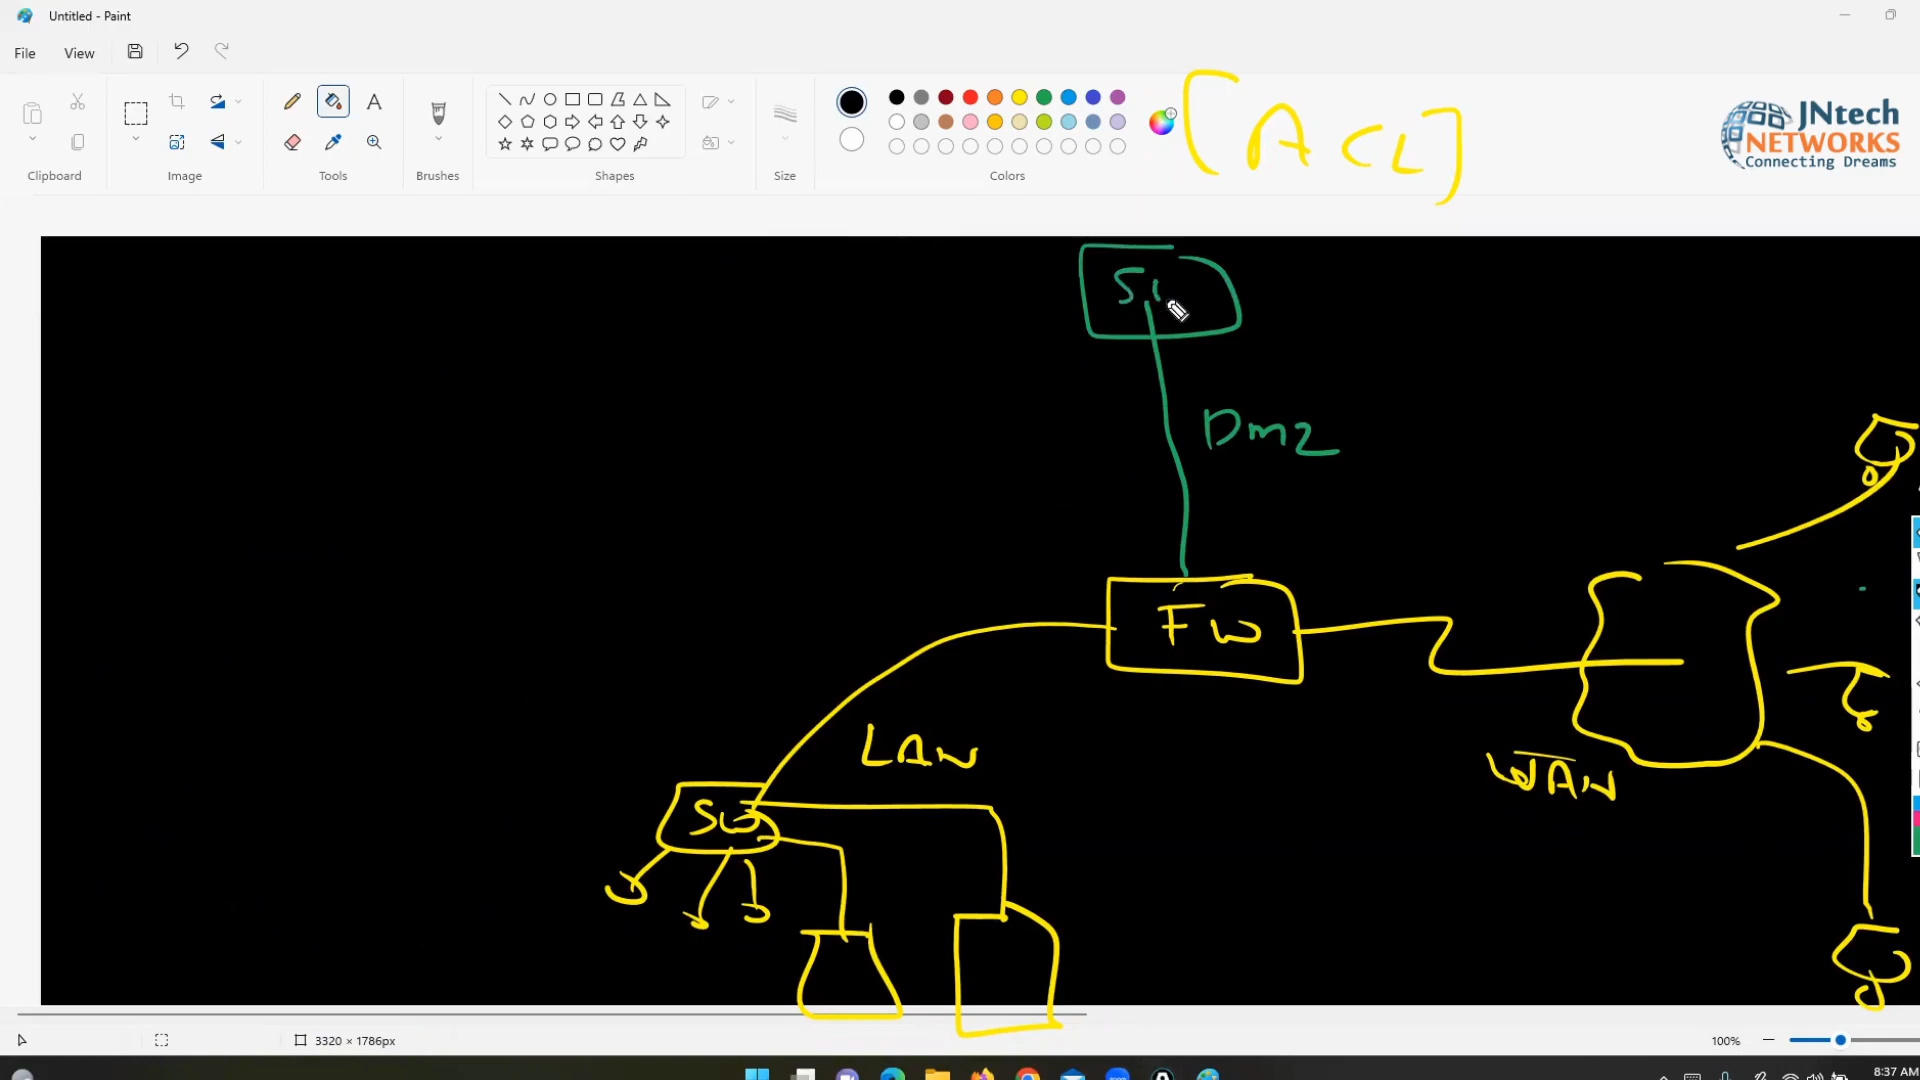 Untitled - Paint
File
View
Clipboard
Image
Tools
Brushes
Shapes
Size
Colors
[ACL]
JNtech
NETWORKS
Connecting Dreams
S1
Dmz
FW
LAN
WAN
SW
3320 × 1786px
100%
8:37 AM